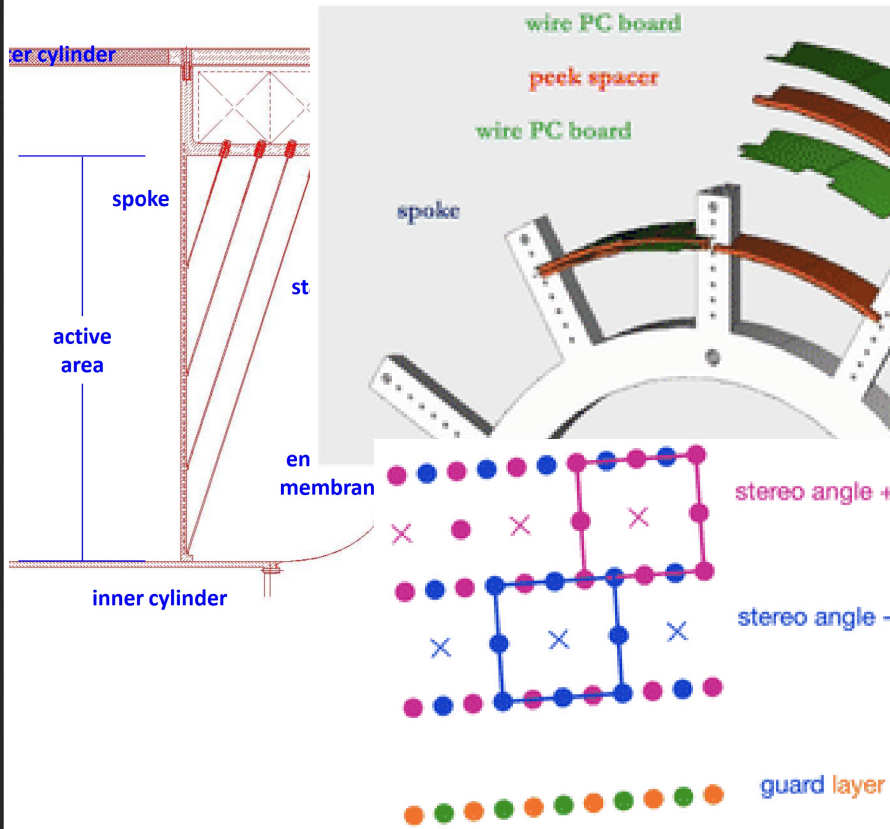 wire PC board
er cylinder
peek spacer
wire PC board
spoke
spoke
active
area
en
membran
stereo angle +
inner cylinder
stereo angle -
guard layer